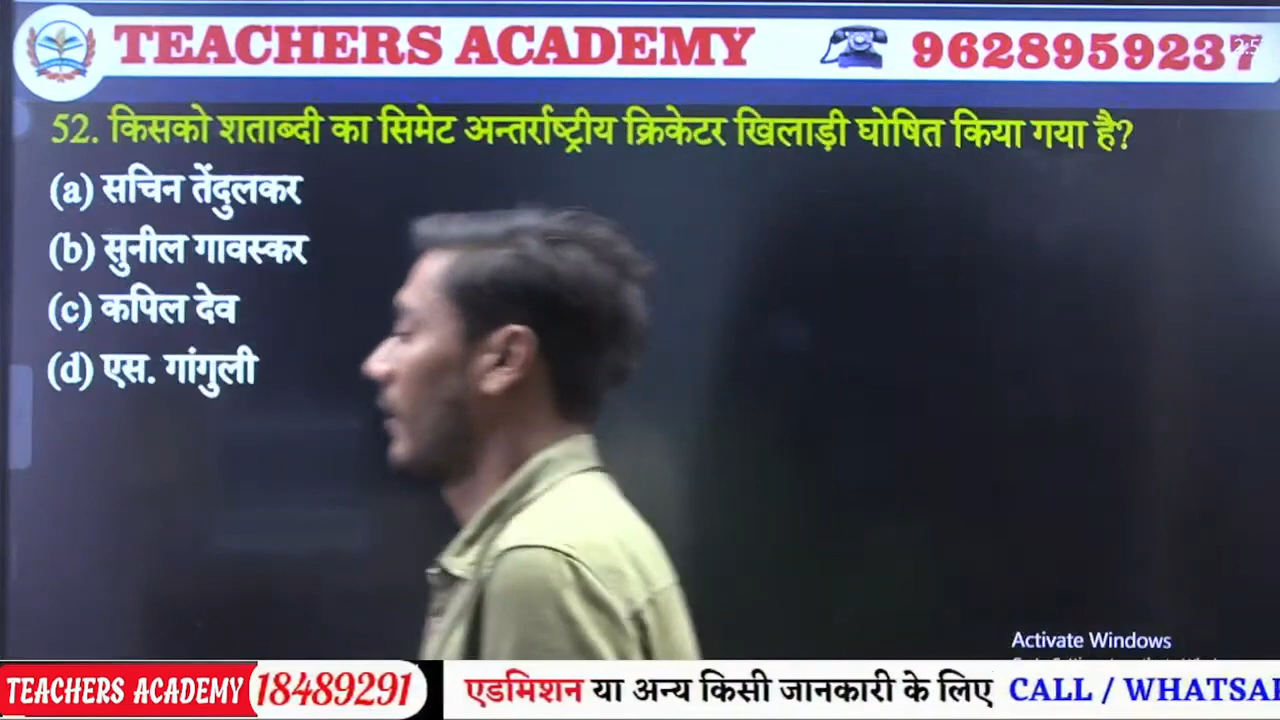 TEACHERS ACADEMY 9628959237
52. किसको शताब्दी का सिमेट अन्तर्राष्ट्रीय क्रिकेटर खिलाड़ी घोषित किया गया है?
(a) सचिन तेंदुलकर
(b) सुनील गावस्कर
(c) कपिल देव
(d) एस. गांगुली
Activate Windows
TEACHERS ACADEMY 18489291 एडमिशन या अन्य किसी जानकारी के लिए CALL / WHATSAP